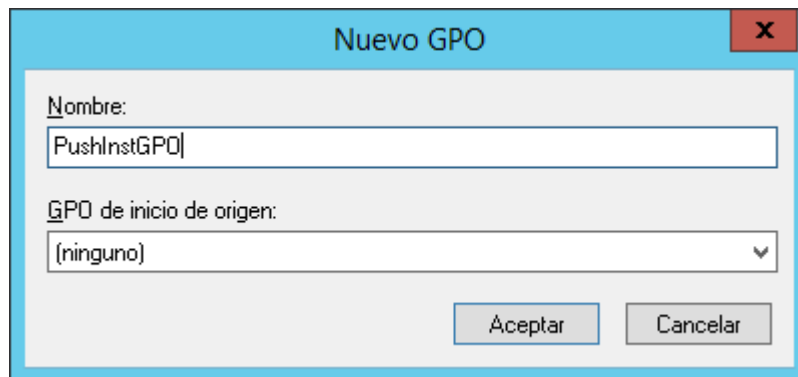 Nuevo GPO
x
Nombre:
PushInstGPO
GPO de inicio de origen:
(ninguno)
Aceptar
Cancelar